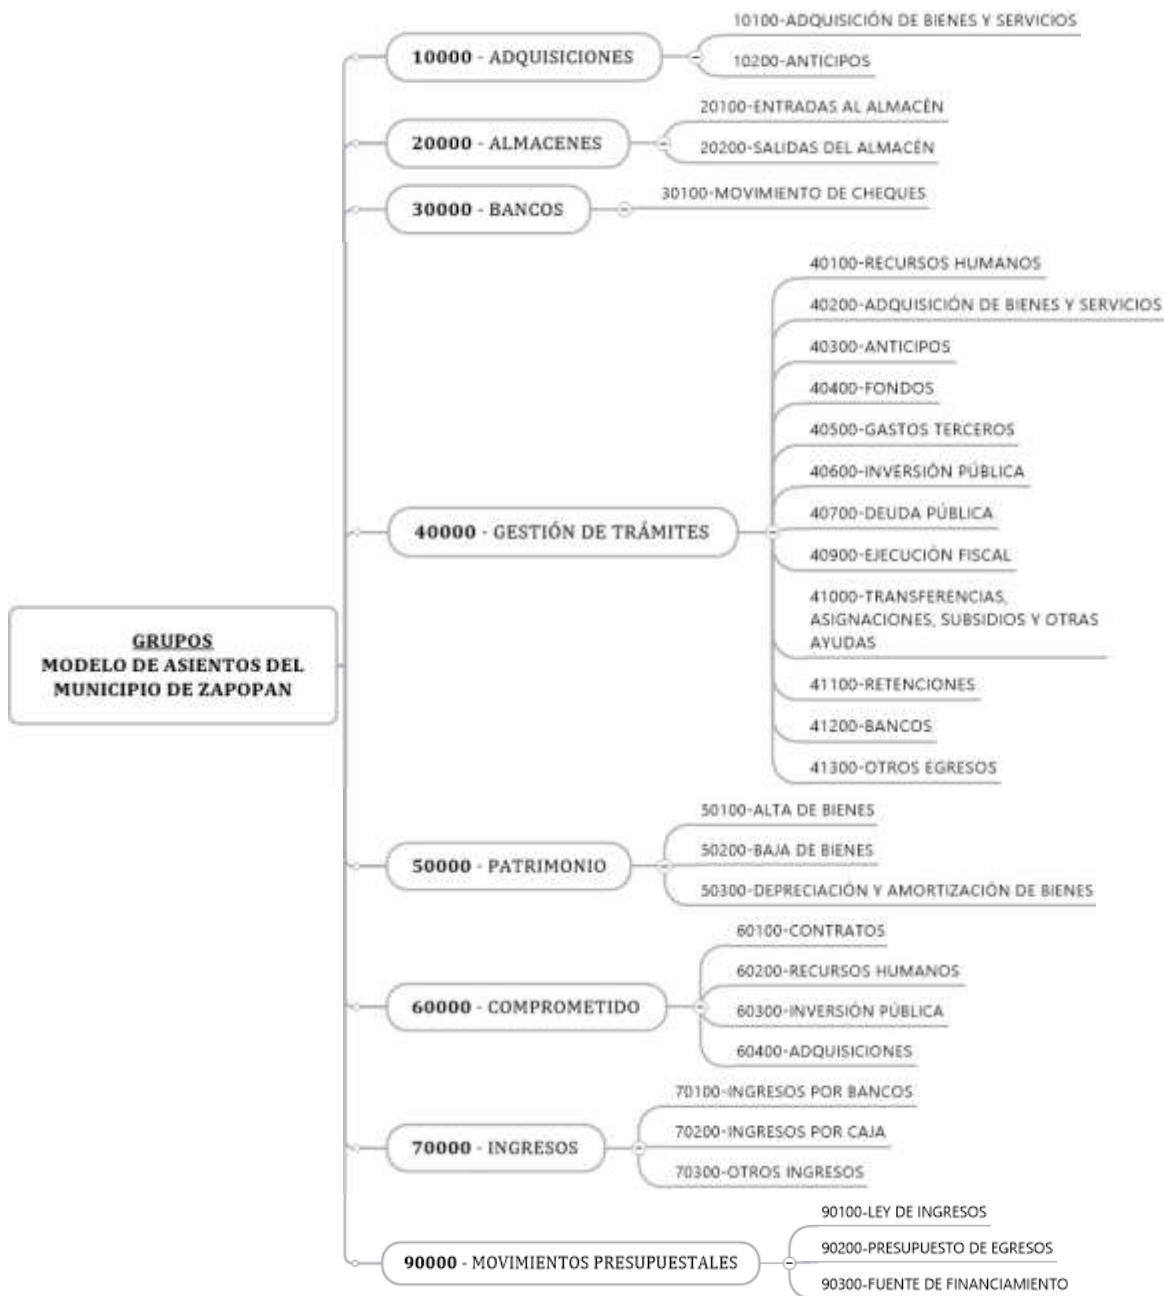 GRUPOS
MODELO DE ASIENTOS DEL
MUNICIPIO DE ZAPOPAN
10000 - ADQUISICIONES
10100-ADQUISICIÓN DE BIENES Y SERVICIOS
10200-ANTICIPOS
20000 - ALMACENES
20100-ENTRADAS AL ALMACÉN
20200-SALIDAS DEL ALMACÉN
30000 - BANCOS
30100-MOVIMIENTO DE CHEQUES
40000 - GESTIÓN DE TRÁMITES
40100-RECURSOS HUMANOS
40200-ADQUISICIÓN DE BIENES Y SERVICIOS
40300-ANTICIPOS
40400-FONDOS
40500-GASTOS TERCEROS
40600-INVERSIÓN PÚBLICA
40700-DEUDA PÚBLICA
40900-EJECUCIÓN FISCAL
41000-TRANSFERENCIAS,
ASIGNACIONES, SUBSIDIOS Y OTRAS
AYUDAS
41100-RETENCIONES
41200-BANCOS
41300-OTROS EGRESOS
50000 - PATRIMONIO
50100-ALTA DE BIENES
50200-BAJA DE BIENES
50300-DEPRECIACIÓN Y AMORTIZACIÓN DE BIENES
60000 - COMPROMETIDO
60100-CONTRATOS
60200-RECURSOS HUMANOS
60300-INVERSIÓN PÚBLICA
60400-ADQUISICIONES
70000 - INGRESOS
70100-INGRESOS POR BANCOS
70200-INGRESOS POR CAJA
70300-OTROS INGRESOS
90000 - MOVIMIENTOS PRESUPUESTALES
90100-LEY DE INGRESOS
90200-PRESUPUESTO DE EGRESOS
90300-FUENTE DE FINANCIAMIENTO